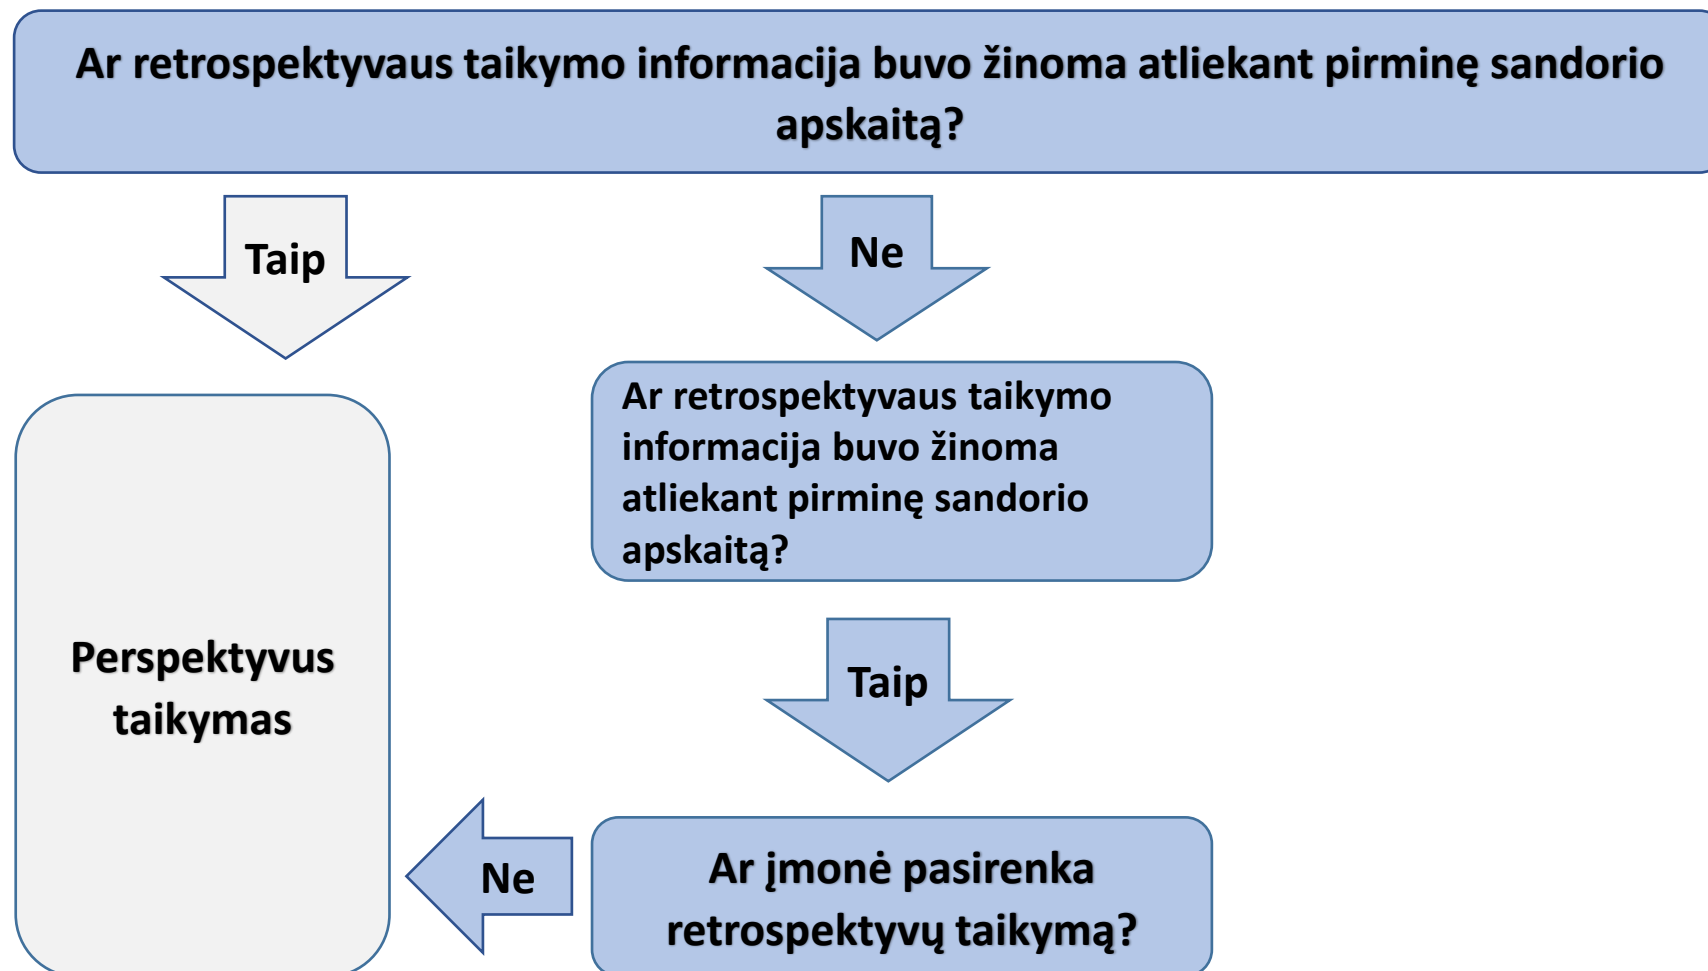 Ar retrospektyvaus taikymo informacija buvo žinoma atliekant pirminę sandorio
apskaitą?
Taip
Ne
Ar retrospektyvaus taikymo
informacija buvo žinoma
atliekant pirminę sandorio
apskaitą?
Perspektyvus
taikymas
Taip
Ne
Ar įmonė pasirenka
retrospektyvų taikymą?